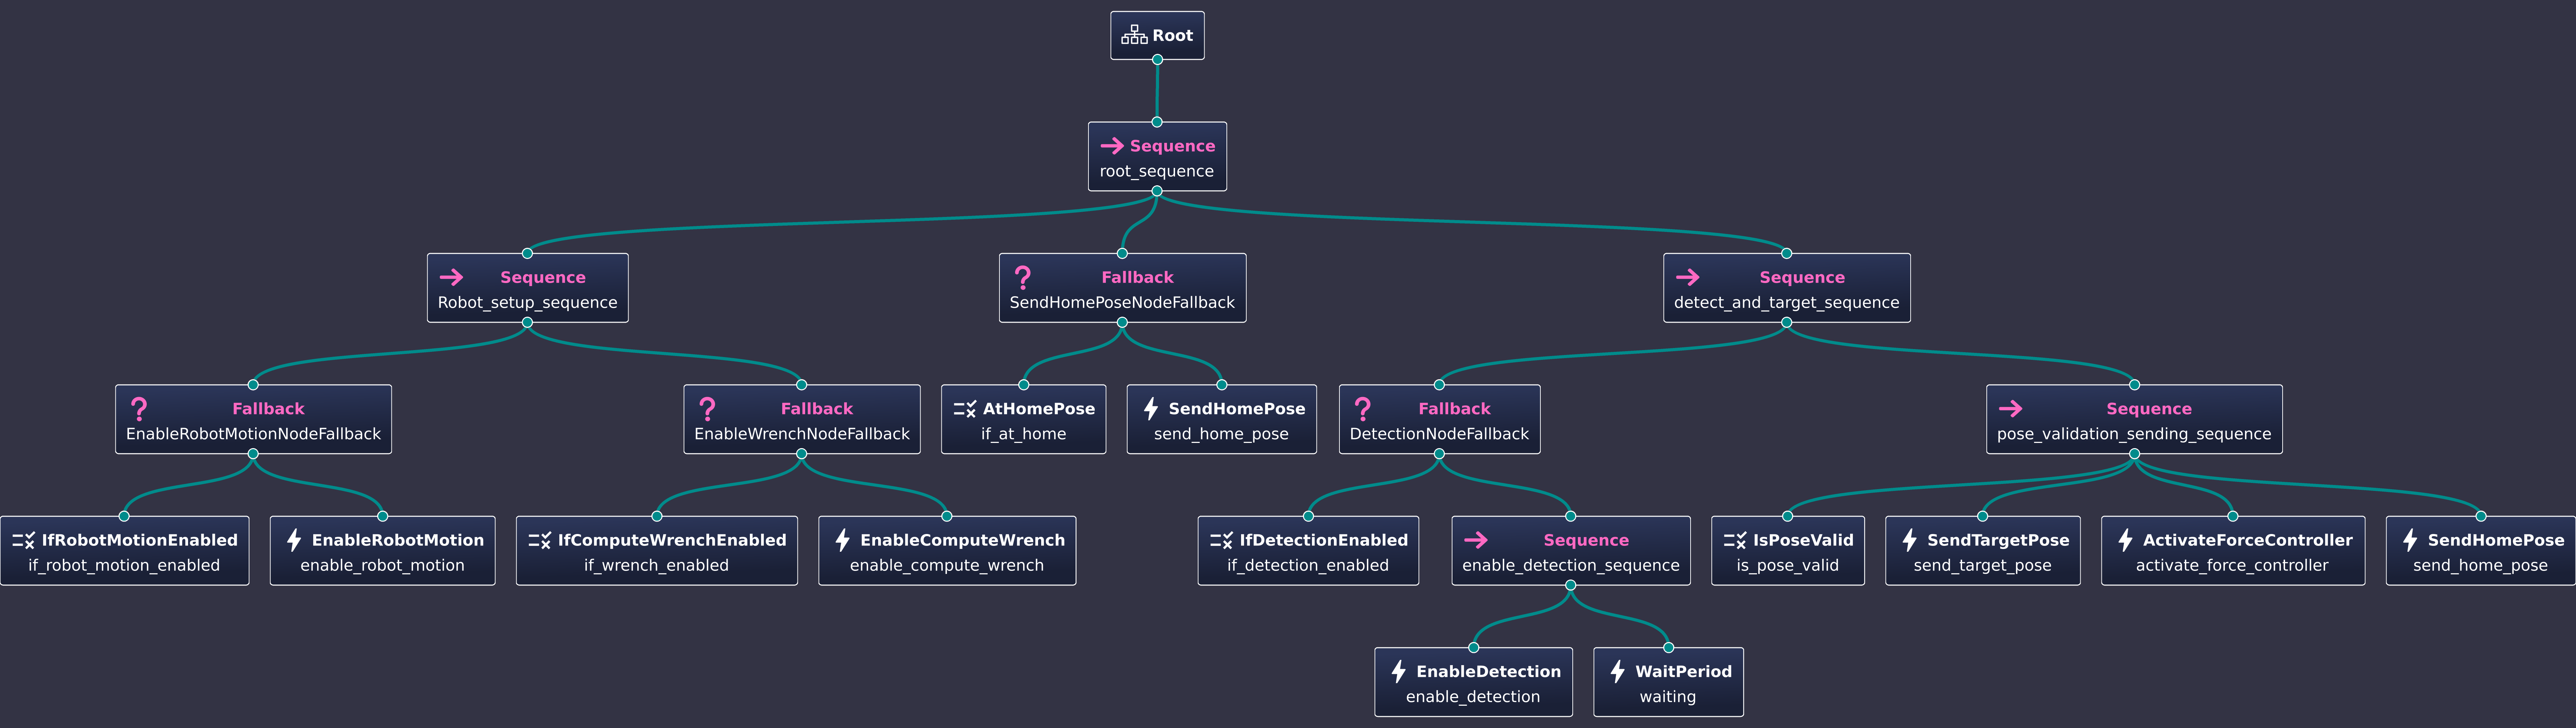 Root
Sequence
root_sequence
Sequence
Robot_setup_sequence
Fallback
SendHomePoseNodeFallback
Sequence
detect_and_target_sequence
Fallback
EnableRobotMotionNodeFallback
Fallback
EnableWrenchNodeFallback
AtHomePose
if_at_home
SendHomePose
send_home_pose
Fallback
DetectionNodeFallback
Sequence
pose_validation_sending_sequence
IfRobotMotionEnabled
if_robot_motion_enabled
EnableRobotMotion
enable_robot_motion
IfComputeWrenchEnabled
if_wrench_enabled
EnableComputeWrench
enable_compute_wrench
IfDetectionEnabled
if_detection_enabled
Sequence
enable_detection_sequence
IsPoseValid
is_pose_valid
SendTargetPose
send_target_pose
ActivateForceController
activate_force_controller
SendHomePose
send_home_pose
EnableDetection
enable_detection
WaitPeriod
waiting